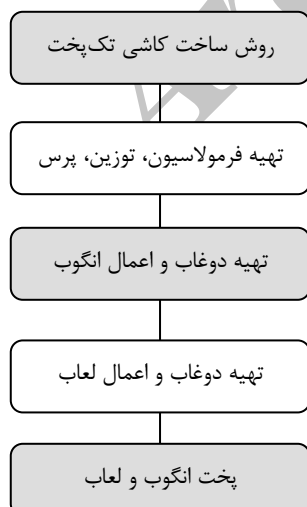 روش ساخت کاشی تک‌پخت
تهیه فرمولاسیون، توزین، پرس
تهیه دوغاب و اعمال انگوب
تهیه دوغاب و اعمال لعاب
پخت انگوب و لعاب